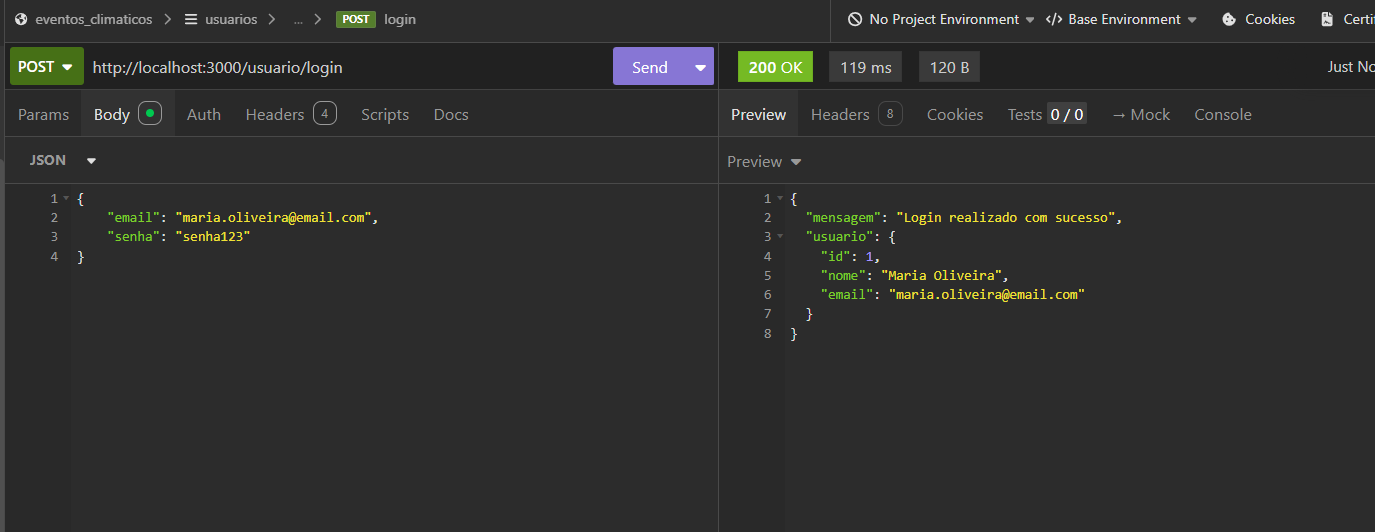 eventos_climaticos > usuarios > ... > POST login
No Project Environment Base Environment Cookies Certi
POST http://localhost:3000/usuario/login Send
200 OK 119 ms 120 B Just No
Params Body Auth Headers 4 Scripts Docs
Preview Headers 8 Cookies Tests 0 / 0 → Mock Console
JSON
Preview
1 {
2 "email": "maria.oliveira@email.com",
3 "senha": "senha123"
4 }
1 {
2 "mensagem": "Login realizado com sucesso",
3 "usuario": {
4 "id": 1,
5 "nome": "Maria Oliveira",
6 "email": "maria.oliveira@email.com"
7 }
8 }